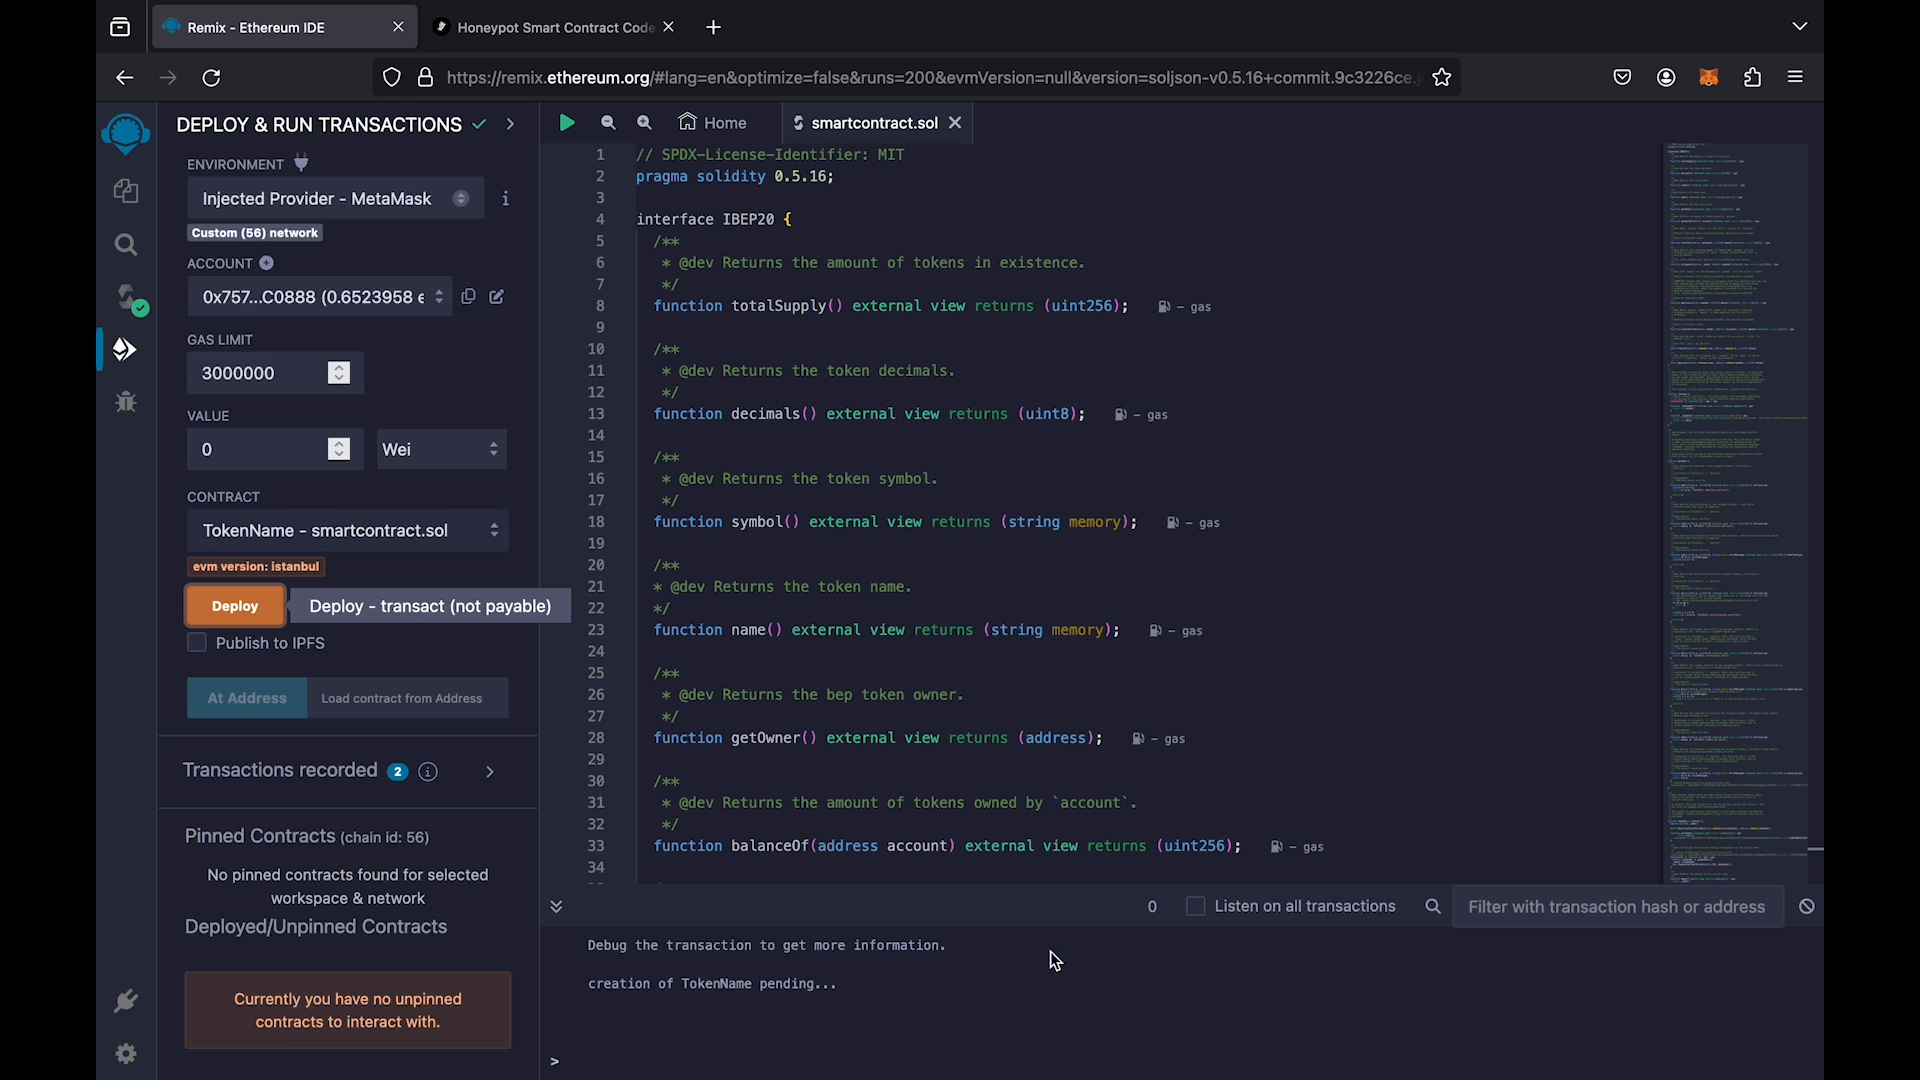 Remix - Ethereum IDE
Honeypot Smart Contract Code
https://remix.ethereum.org/#lang=en&optimize=false&runs=200&evmVersion=null&version=soljson-v0.5.16+commit.9c3226ce.
DEPLOY & RUN TRANSACTIONS
ENVIRONMENT
Injected Provider - MetaMask
Custom (56) network
ACCOUNT
0x757...C0888 (0.6523958 e
GAS LIMIT
3000000
VALUE
0
Wei
CONTRACT
TokenName - smartcontract.sol
evm version: istanbul
Deploy
Deploy - transact (not payable)
Publish to IPFS
At Address
Load contract from Address
Transactions recorded 2
Pinned Contracts (chain id: 56)
No pinned contracts found for selected
workspace & network
Deployed/Unpinned Contracts
Currently you have no unpinned
contracts to interact with.
Home
smartcontract.sol
1 // SPDX-License-Identifier: MIT
2 pragma solidity 0.5.16;
3
4 interface IBEP20 {
5 /**
6 * @dev Returns the amount of tokens in existence.
7 */
8 function totalSupply() external view returns (uint256); - gas
9
10 /**
11 * @dev Returns the token decimals.
12 */
13 function decimals() external view returns (uint8); - gas
14
15 /**
16 * @dev Returns the token symbol.
17 */
18 function symbol() external view returns (string memory); - gas
19
20 /**
21 * @dev Returns the token name.
22 */
23 function name() external view returns (string memory); - gas
24
25 /**
26 * @dev Returns the bep token owner.
27 */
28 function getOwner() external view returns (address); - gas
29
30 /**
31 * @dev Returns the amount of tokens owned by `account`.
32 */
33 function balanceOf(address account) external view returns (uint256); - gas
34
0
Listen on all transactions
Filter with transaction hash or address
Debug the transaction to get more information.
creation of TokenName pending...
>